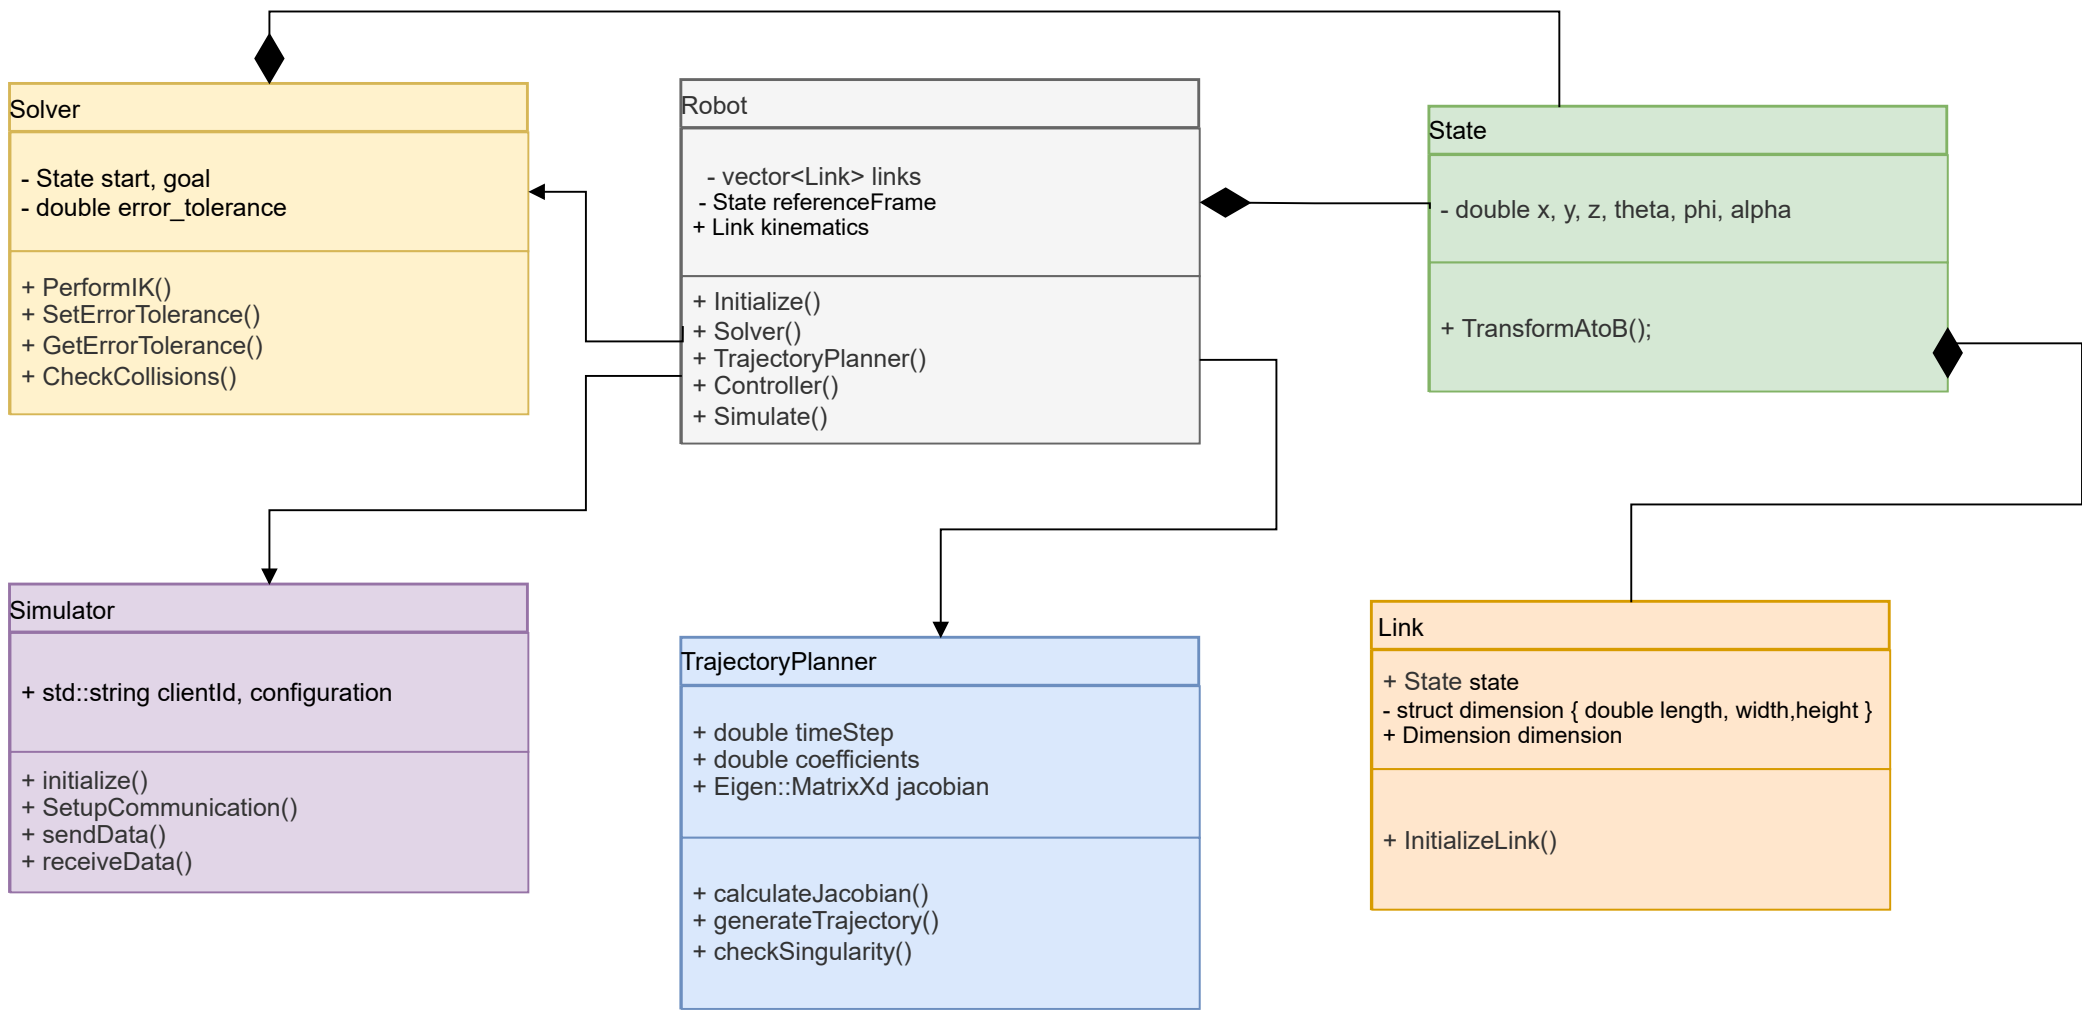 Solver
- State start, goal
- double error_tolerance
+ PerformIK()
+ SetErrorTolerance()
+ GetErrorTolerance()
+ CheckCollisions()
Robot
- vector<Link> links
- State referenceFrame
+ Link kinematics
+ Initialize()
+ Solver()
+ TrajectoryPlanner()
+ Controller()
+ Simulate()
State
- double x, y, z, theta, phi, alpha
+ TransformAtoB();
Simulator
+ std::string clientId, configuration
+ initialize()
+ SetupCommunication()
+ sendData()
+ receiveData()
TrajectoryPlanner
+ double timeStep
+ double coefficients
+ Eigen::MatrixXd jacobian
+ calculateJacobian()
+ generateTrajectory()
+ checkSingularity()
Link
+ State state
- struct dimension { double length, width,height }
+ Dimension dimension
+ InitializeLink()